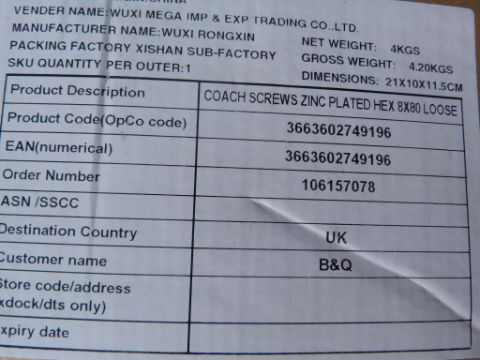 VENDER NAME:WUXI MEGA IMP & EXP TRADING CO..LTD.
MANUFACTURER NAME:WUXI RONGXIN
NET WEIGHT: 4KGS
PACKING FACTORY XISHAN SUB-FACTORY
GROSS WEIGHT: 4.20KGS
SKU QUANTITY PER OUTER:1
DIMENSIONS: 21X10X11.5CM
Product Description COACH SCREWS ZINC PLATED HEX 8X80 LOOSE
Product Code(OpCo code) 3663602749196
EAN(numerical) 3663602749196
Order Number 106157078
ASN /SSCC
Destination Country UK
Customer name B&Q
Store code/address
xdock/dts only)
xpiry date